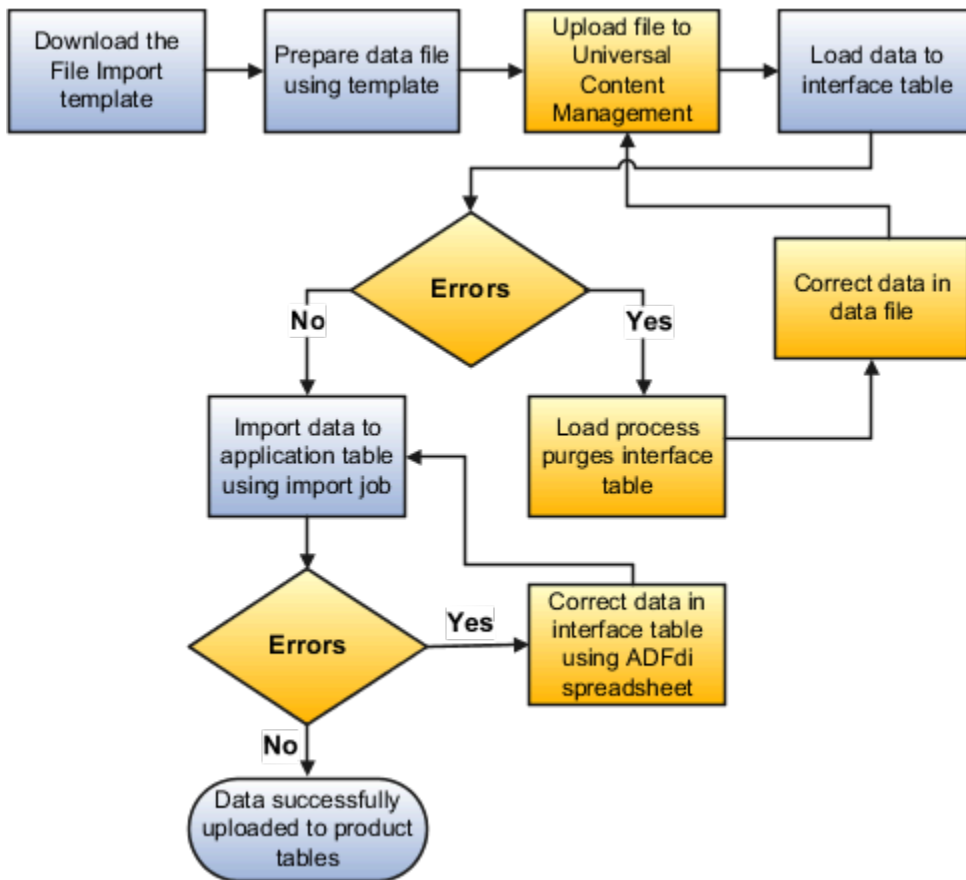 Download the
File Import
template
Prepare data file
using template
Upload file to
Universal
Content
Management
Load data to
interface table
Errors
No
Yes
Correct data in
data file
Import data to
application table
using import job
Load process
purges interface
table
Errors
Yes
Correct data in
interface table
using ADFdi
spreadsheet
No
Data successfully
uploaded to product
tables